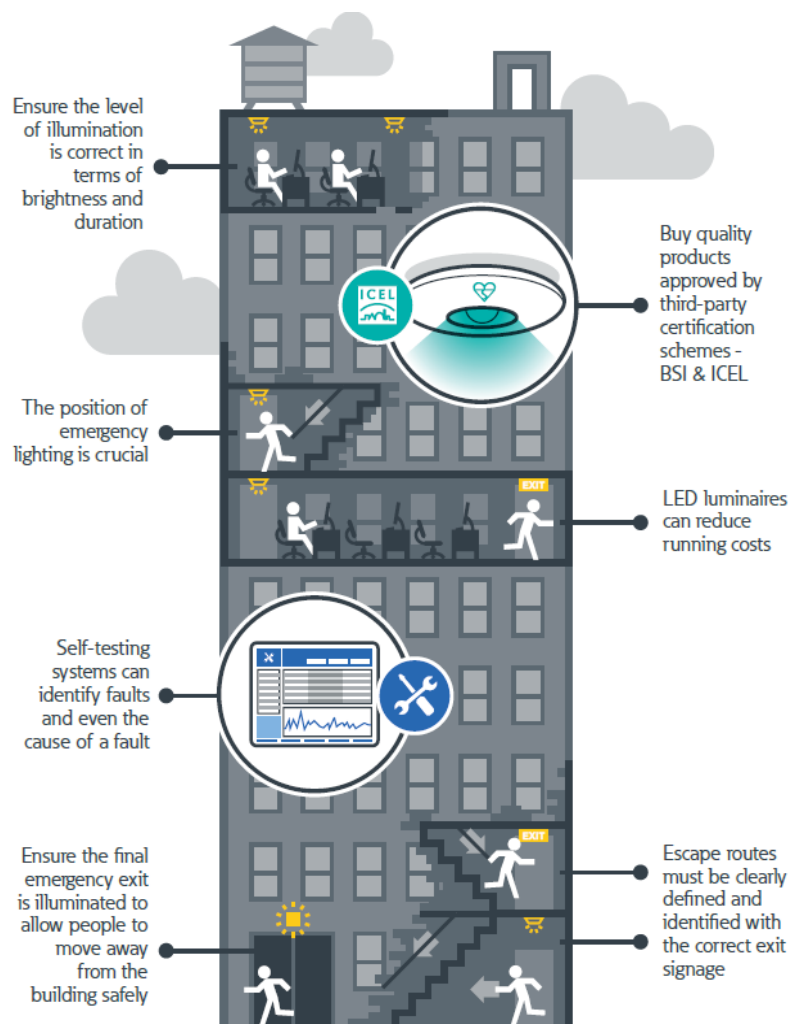 Ensure the level
of illumination
is correct in
terms of
brightness and
duration
Buy quality
products
approved by
third-party
certification
schemes -
BSI & ICEL
ICEL
The position of
emergency
lighting is crucial
EXIT
LED luminaires
can reduce
running costs
Self-testing
systems can
identify faults
and even the
cause of a fault
EXIT
Ensure the final
emergency exit
is illuminated to
allow people to
move away
from the
building safely
Escape routes
must be clearly
defined and
identified with
the correct exit
signage